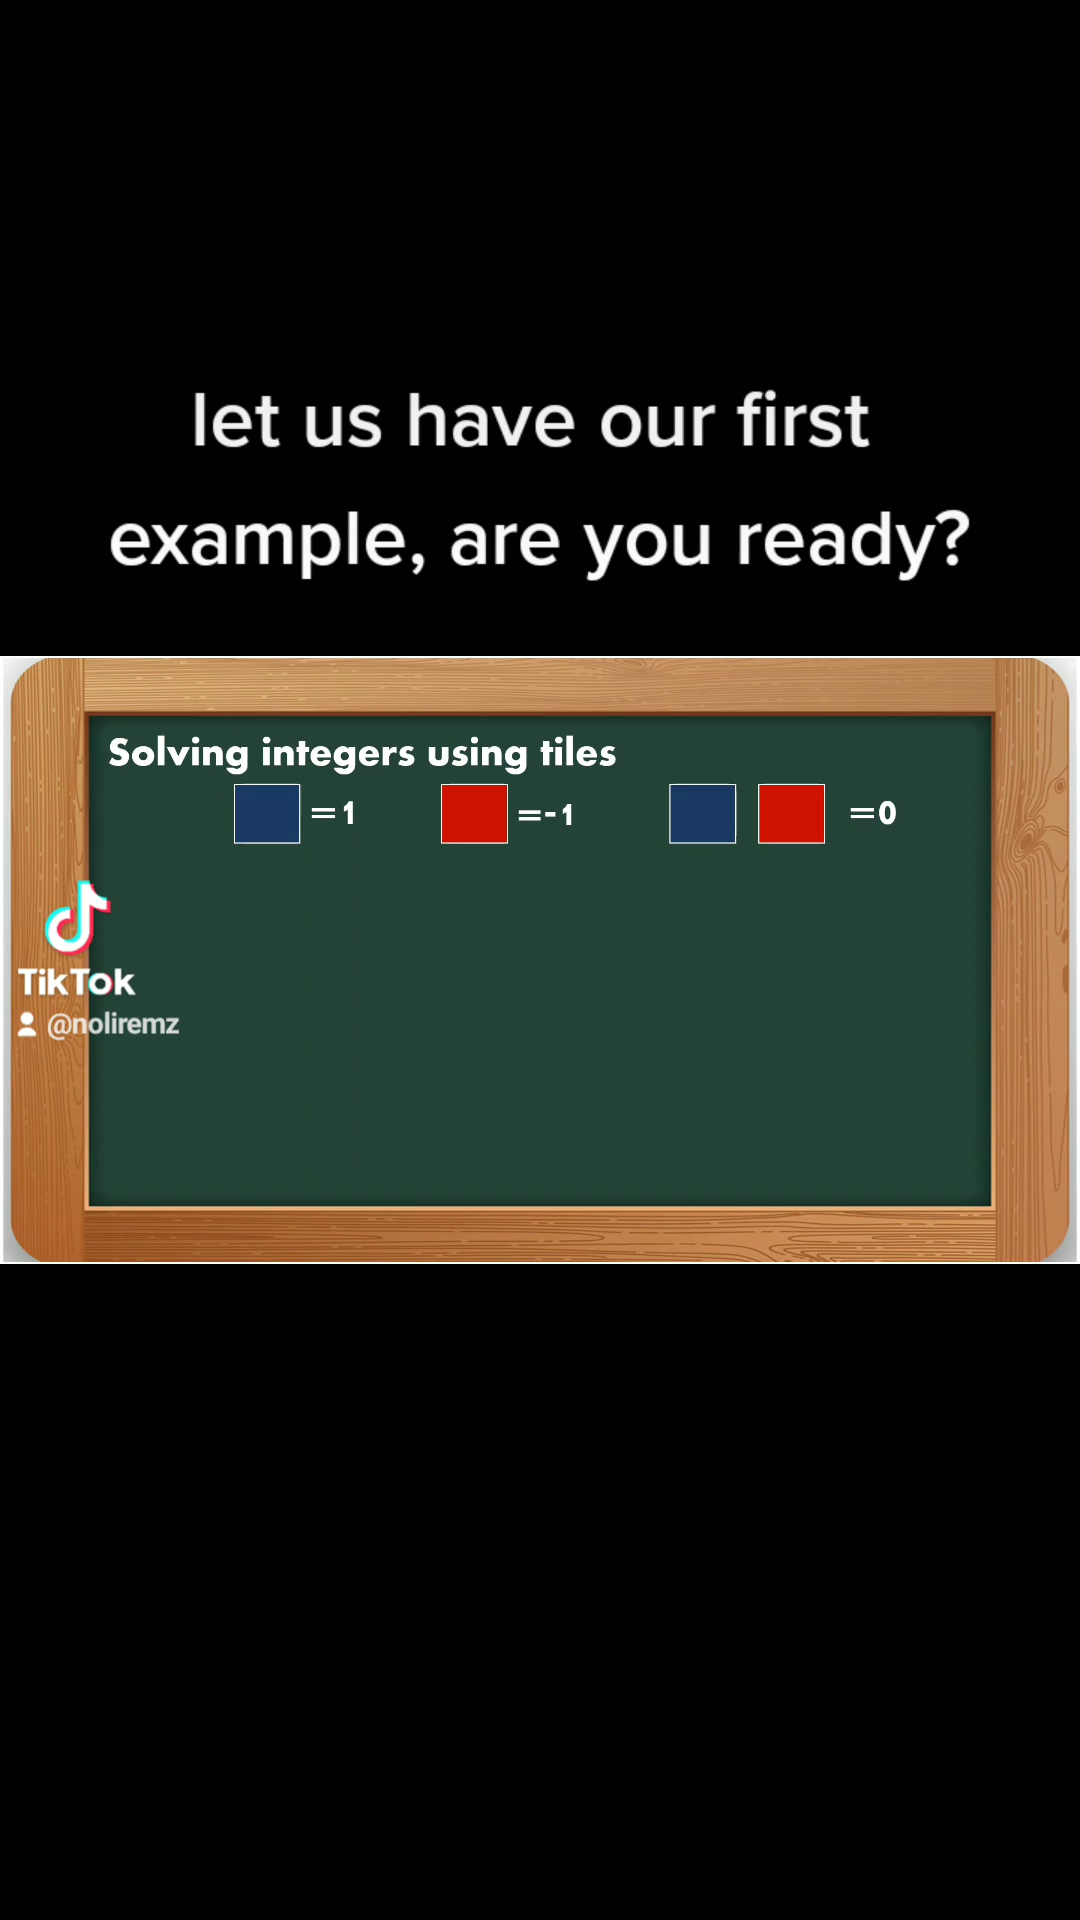 let us have our first
example, are you ready?
Solving integers using tiles
=1 =-1 =0
TikTok
@noliremz